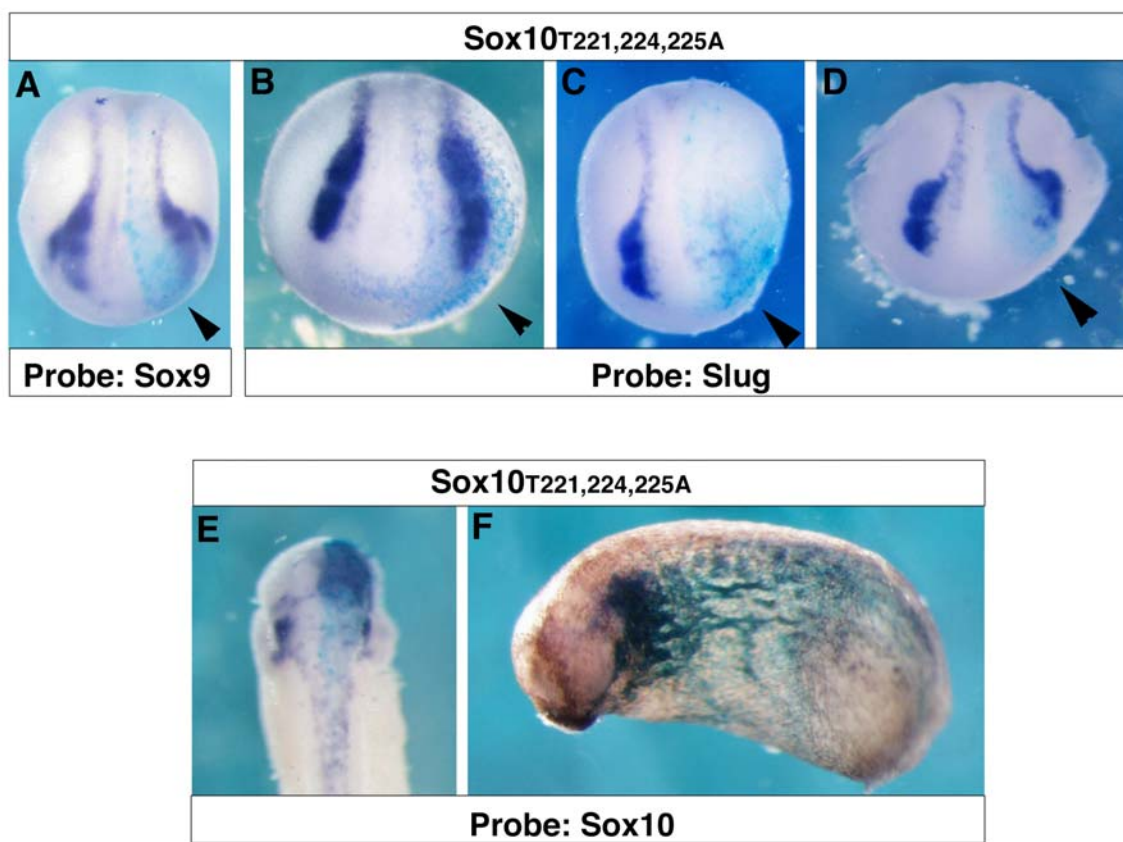 Sox10T221,224,225A
A B C D
Probe: Sox9 Probe: Slug
Sox10T221,224,225A
E F
Probe: Sox10